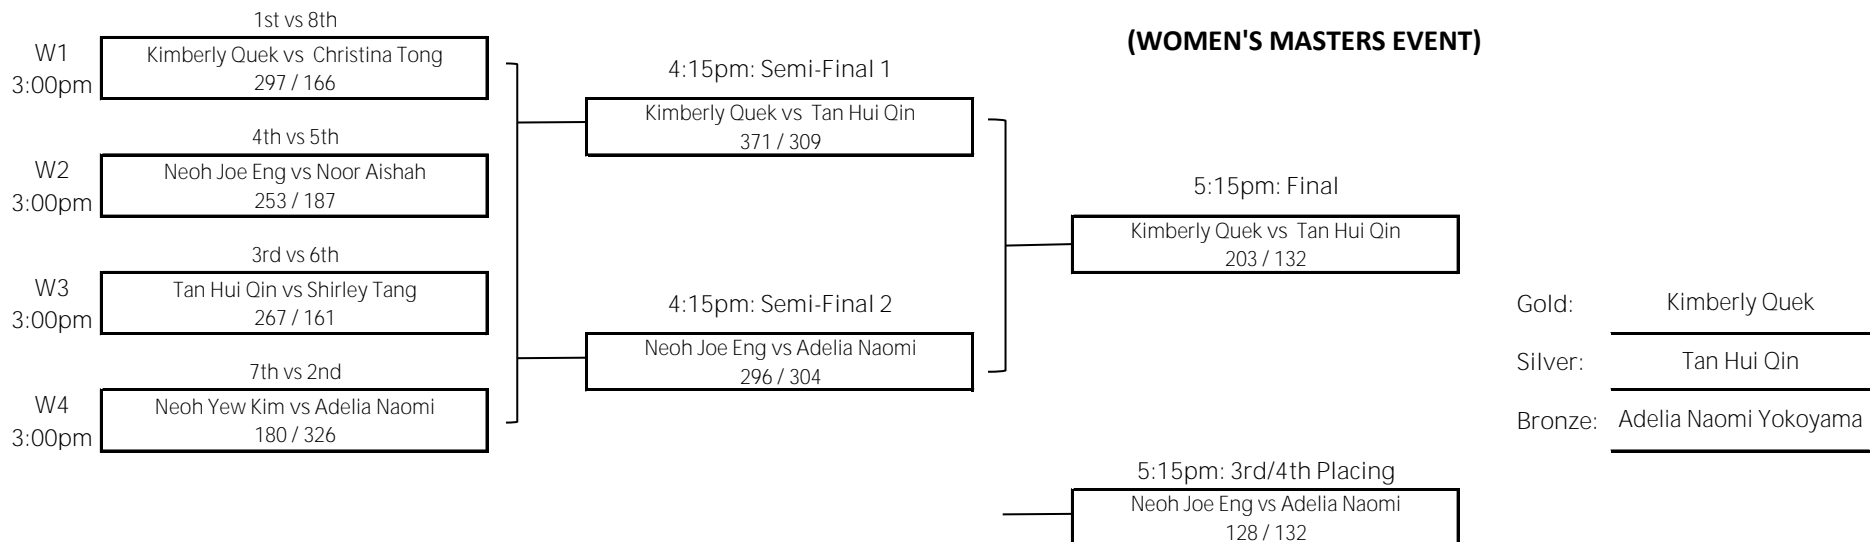 (WOMEN'S MASTERS EVENT)
1st vs 8th
W1
3:00pm
Kimberly Quek vs Christina Tong
297 / 166
4th vs 5th
W2
3:00pm
Neoh Joe Eng vs Noor Aishah
253 / 187
3rd vs 6th
W3
3:00pm
Tan Hui Qin vs Shirley Tang
267 / 161
7th vs 2nd
W4
3:00pm
Neoh Yew Kim vs Adelia Naomi
180 / 326
4:15pm: Semi-Final 1
Kimberly Quek vs Tan Hui Qin
371 / 309
4:15pm: Semi-Final 2
Neoh Joe Eng vs Adelia Naomi
296 / 304
5:15pm: Final
Kimberly Quek vs Tan Hui Qin
203 / 132
5:15pm: 3rd/4th Placing
Neoh Joe Eng vs Adelia Naomi
128 / 132
Gold: Kimberly Quek
Silver: Tan Hui Qin
Bronze: Adelia Naomi Yokoyama